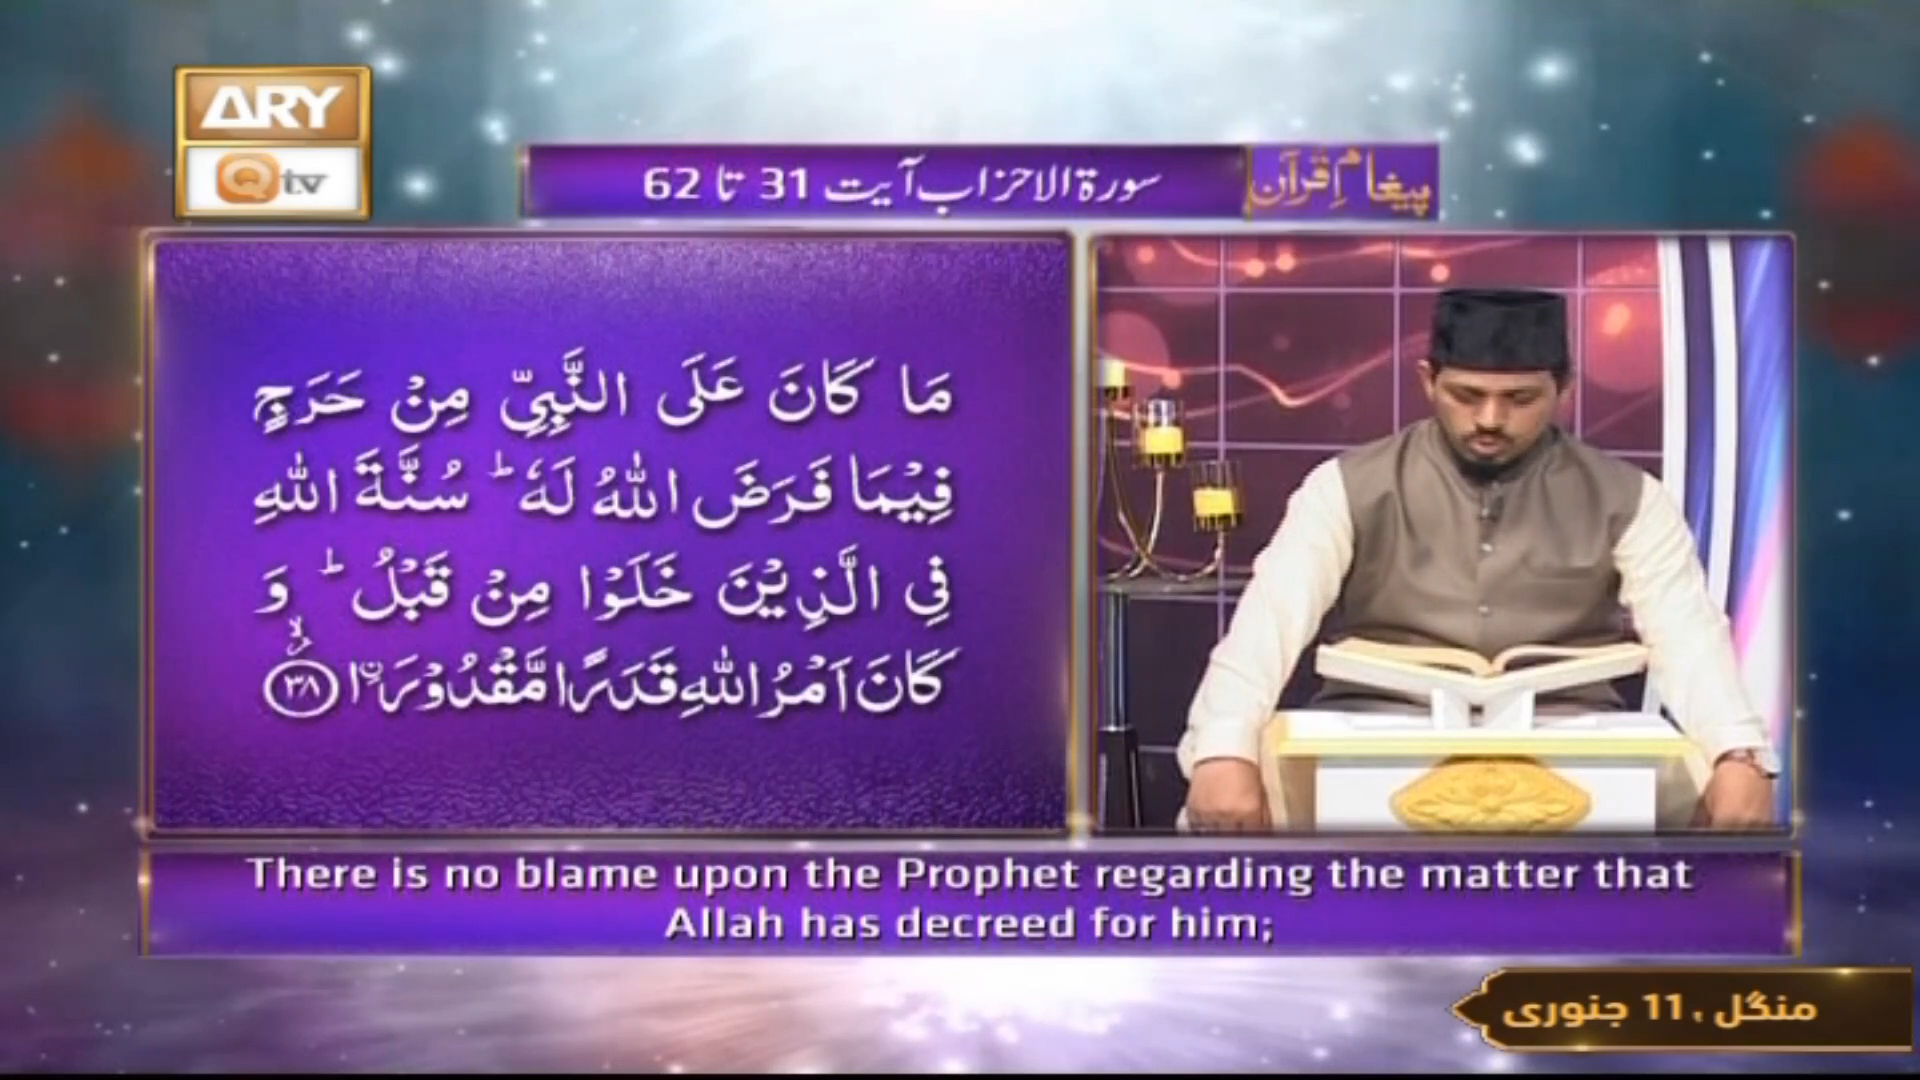 ARY
Qtv
پیغامِ قرآن
سورۃ الاحزاب آیت 31 تا 62
مَا كَانَ عَلَى النَّبِیِّ مِنْ حَرَجٍ
فِیْمَا فَرَضَ اللّٰهُ لَهٗ ؕ سُنَّةَ اللّٰهِ
فِی الَّذِیْنَ خَلَوْا مِنْ قَبْلُ ؕ وَ
كَانَ اَمْرُ اللّٰهِ قَدَرًا مَّقْدُوْرَاۙ ﰳ ﴿۳۸﴾
There is no blame upon the Prophet regarding the matter that
Allah has decreed for him;
منگل ، 11 جنوری